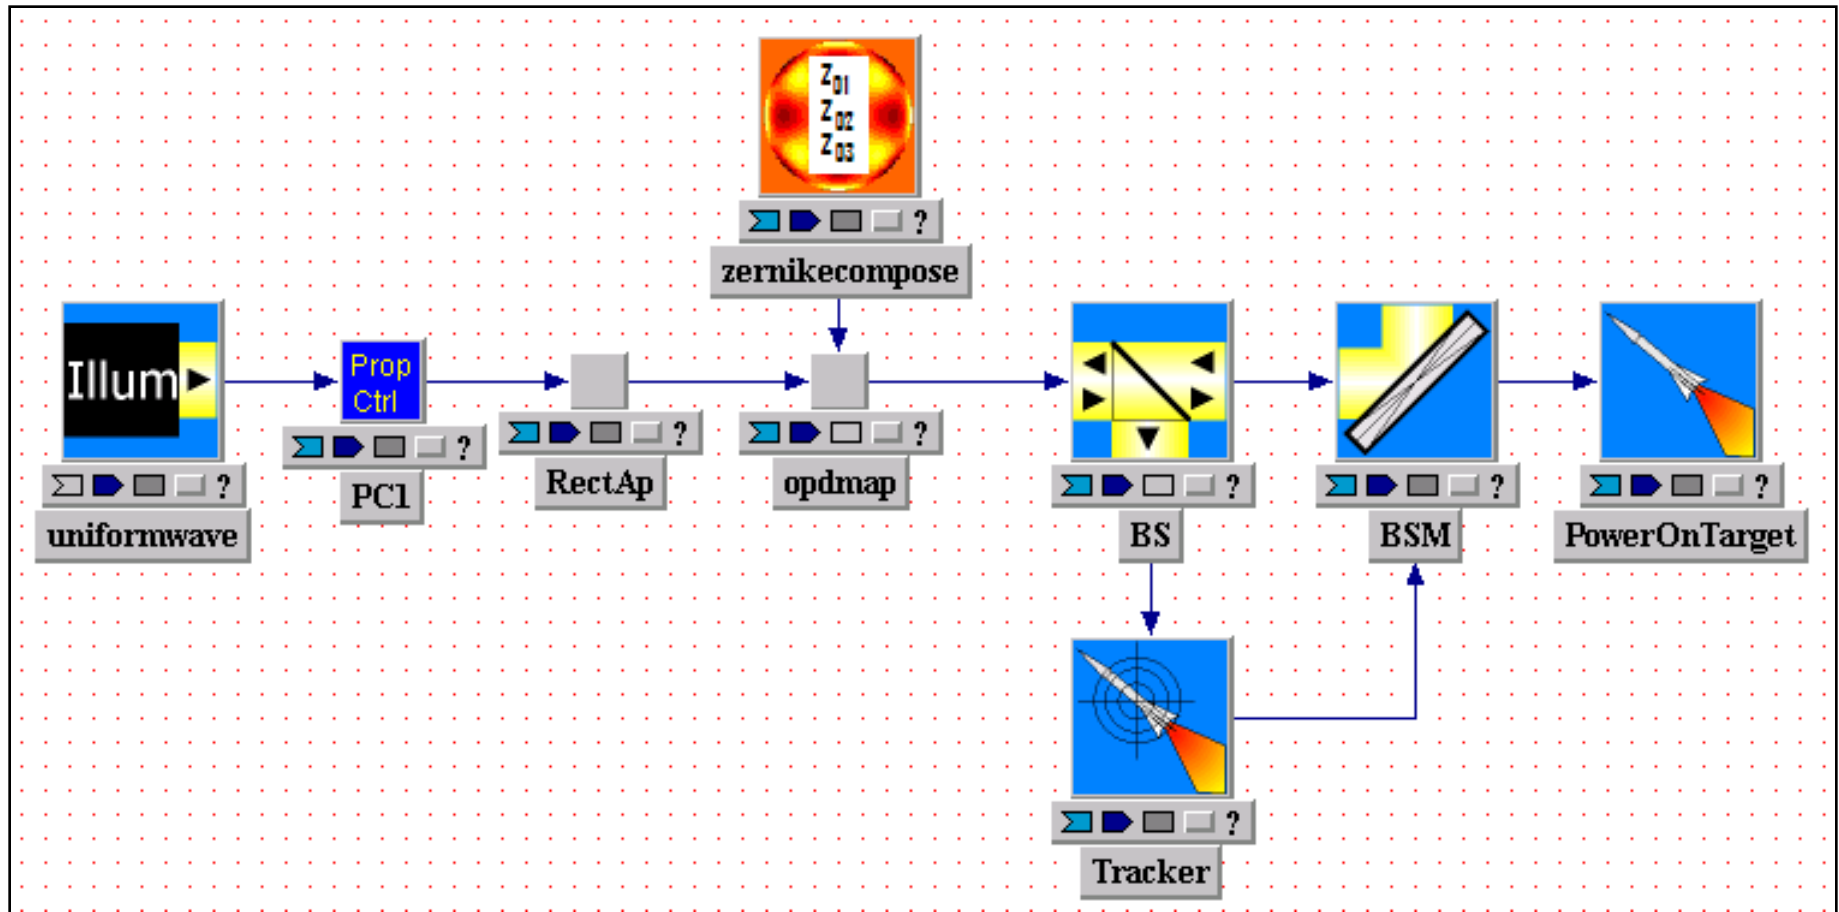 Z01
Z02
Z03
?
zernikecompose
Illum
?
uniformwave
Prop
Ctrl
?
PC1
?
RectAp
?
opdmap
?
BS
?
BSM
?
PowerOnTarget
?
Tracker